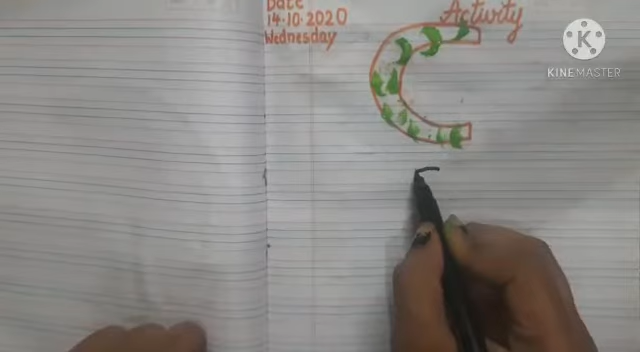 Date
14.10.2020
Wednesday
Activity
C
K
KINEMASTER